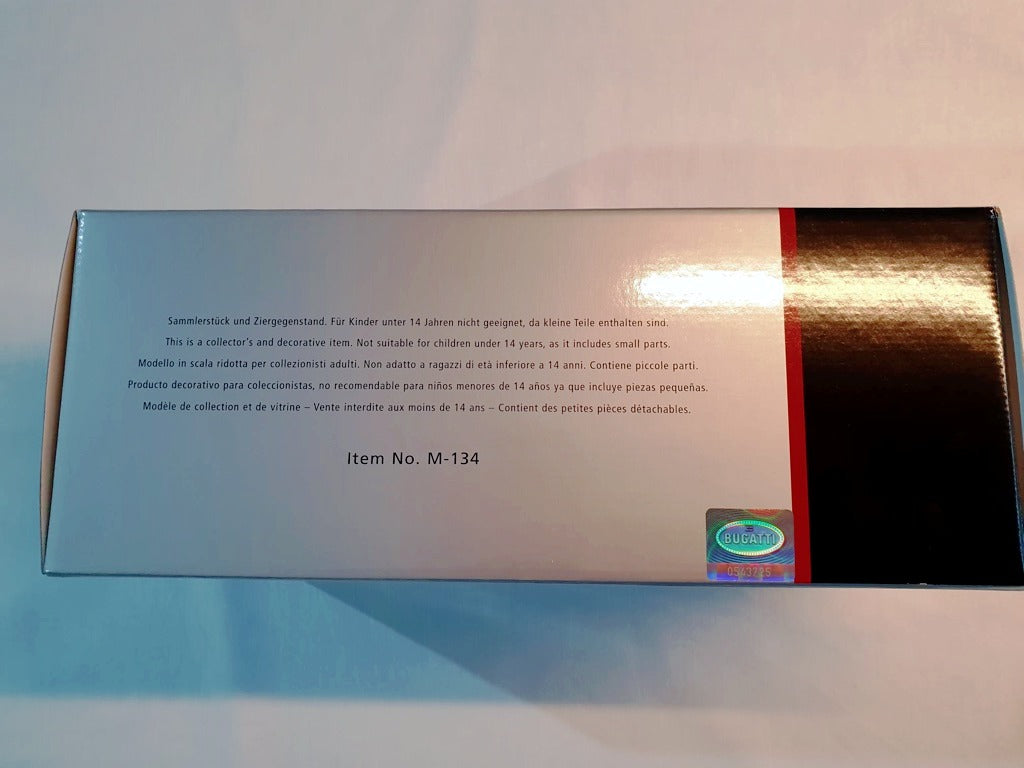 Sammlerstück und Ziergegenstand. Für Kinder unter 14 Jahren nicht geeignet, da kleine Teile enthalten sind.
This is a collector's and decorative item. Not suitable for children under 14 years, as it includes small parts.
Modello in scala ridotta per collezionisti adulti. Non adatto a ragazzi di età inferiore a 14 anni. Contiene piccole parti.
Producto decorativo para coleccionistas, no recomendable para niños menores de 14 años ya que incluye piezas pequeñas.
Modèle de collection et de vitrine – Vente interdite aux moins de 14 ans – Contient des petites pièces détachables.
Item No. M-134
BUGATTI